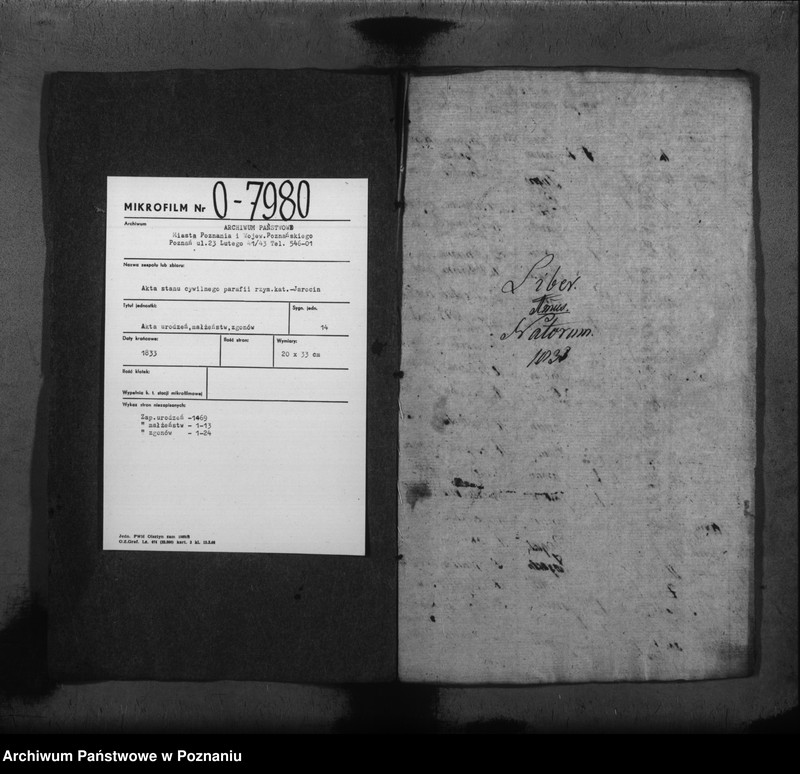 MIKROFILM Nr O-7980
Archiwum
ARCHIWUM PAŃSTWOWE
Miasta Poznania i Wojew.Poznańskiego
Poznań ul.23 Lutego 41/43 Tel. 546-01
Nazwa zespołu lub zbioru:
Akta stanu cywilnego parafii rzym.kat.-Jarocin
Tytuł jednostki:
Sygn. jedn.
Akta urodzeń,małżeństw,zgonów
14
Daty krańcowe:
Ilość stron:
Wymiary:
1833
20 x 33 cm
Ilość klatek:
Wypełnia k. t. stacji mikrofilmowej
Wykaz stron niezapisanych:
Zap.urodzeń -1-69
" małżeństw - 1-13
" zgonów - 1-24
Liber.
Natorum.
1833
Archiwum Państwowe w Poznaniu